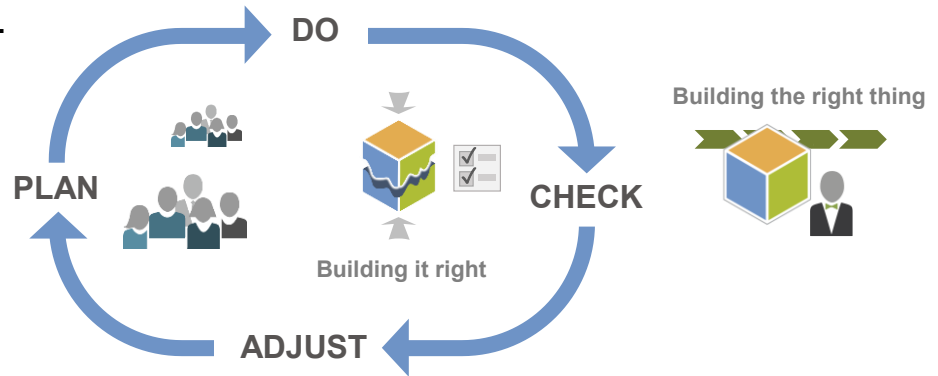 DO
Building the right thing
PLAN
CHECK
Building it right
ADJUST